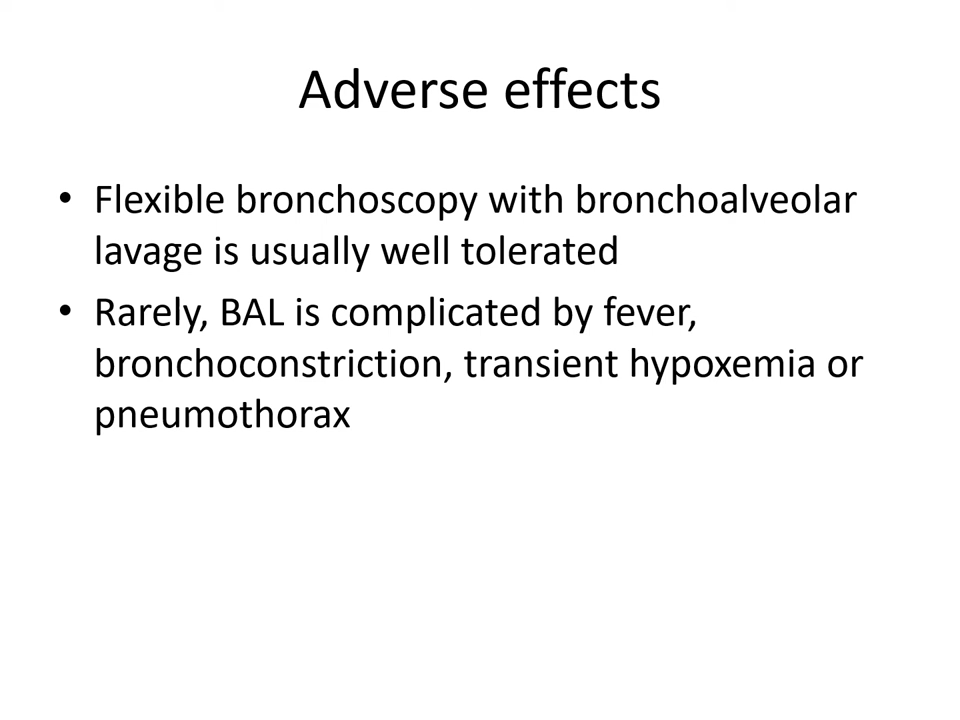 Adverse effects
• Flexible bronchoscopy with bronchoalveolar
lavage is usually well tolerated
• Rarely, BAL is complicated by fever,
bronchoconstriction, transient hypoxemia or
pneumothorax